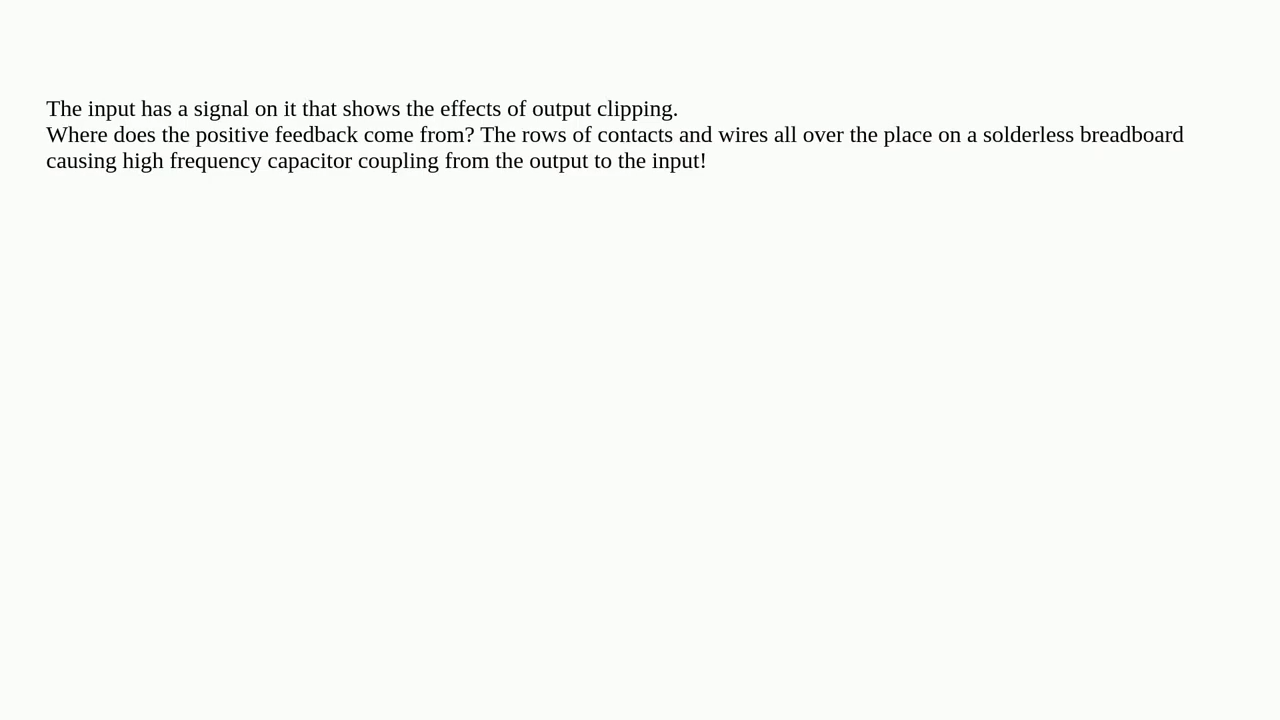 The input has a signal on it that shows the effects of output clipping.
Where does the positive feedback come from? The rows of contacts and wires all over the place on a solderless breadboard
causing high frequency capacitor coupling from the output to the input!